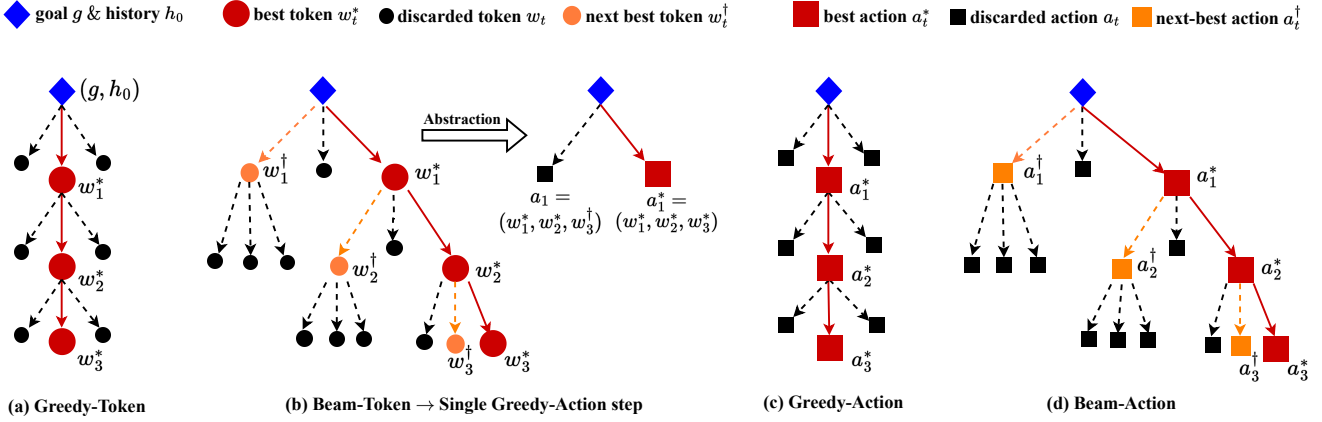 goal g & history h₀
best token w*ₜ
discarded token wₜ
next best token w†ₜ
best action a*ₜ
discarded action aₜ
next-best action a†ₜ
(g, h₀)
w*₁
w*₂
w*₃
(a) Greedy-Token
w†₁
w*₁
w†₂
w*₂
w†₃
w*₃
Abstraction
a₁ =
(w*₁, w*₂, w†₃)
a*₁ =
(w*₁, w*₂, w*₃)
(b) Beam-Token → Single Greedy-Action step
a*₁
a*₂
a*₃
(c) Greedy-Action
a†₁
a*₁
a†₂
a*₂
a†₃
a*₃
(d) Beam-Action